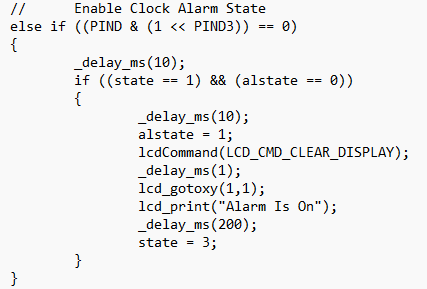 //      Enable Clock Alarm State
else if ((PIND & (1 << PIND3)) == 0)
{
        _delay_ms(10);
        if ((state == 1) && (alstate == 0))
        {
                _delay_ms(10);
                alstate = 1;
                lcdCommand(LCD_CMD_CLEAR_DISPLAY);
                _delay_ms(1);
                lcd_gotoxy(1,1);
                lcd_print("Alarm Is On");
                _delay_ms(200);
                state = 3;
        }
}